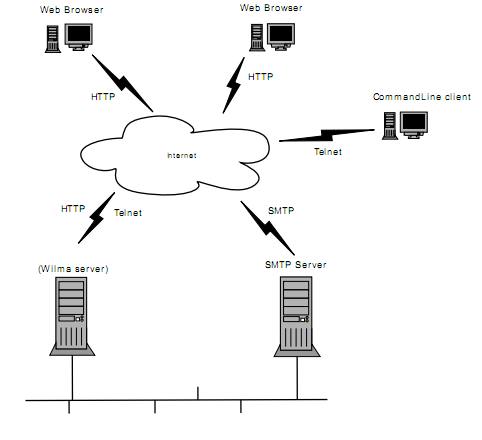 Web Browser
Web Browser
HTTP
HTTP
CommandLine client
Internet
Telnet
HTTP
Telnet
SMTP
(Wilma server)
SMTP Server